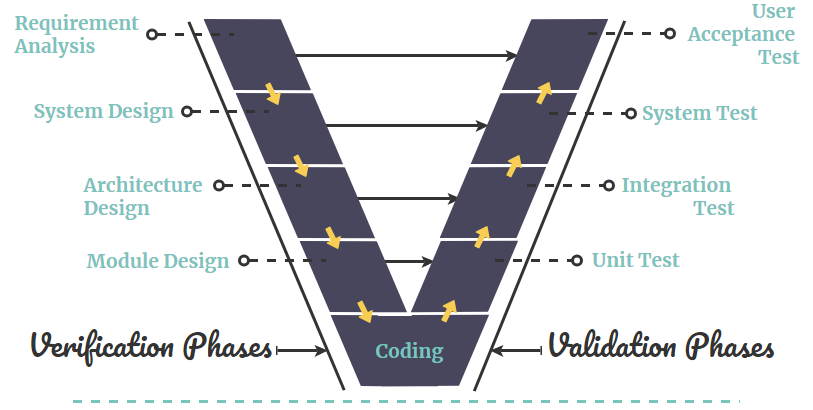 Requirement
Analysis
User
Acceptance
Test
System Design
System Test
Architecture
Design
Integration
Test
Module Design
Unit Test
Verification Phases
Coding
Validation Phases